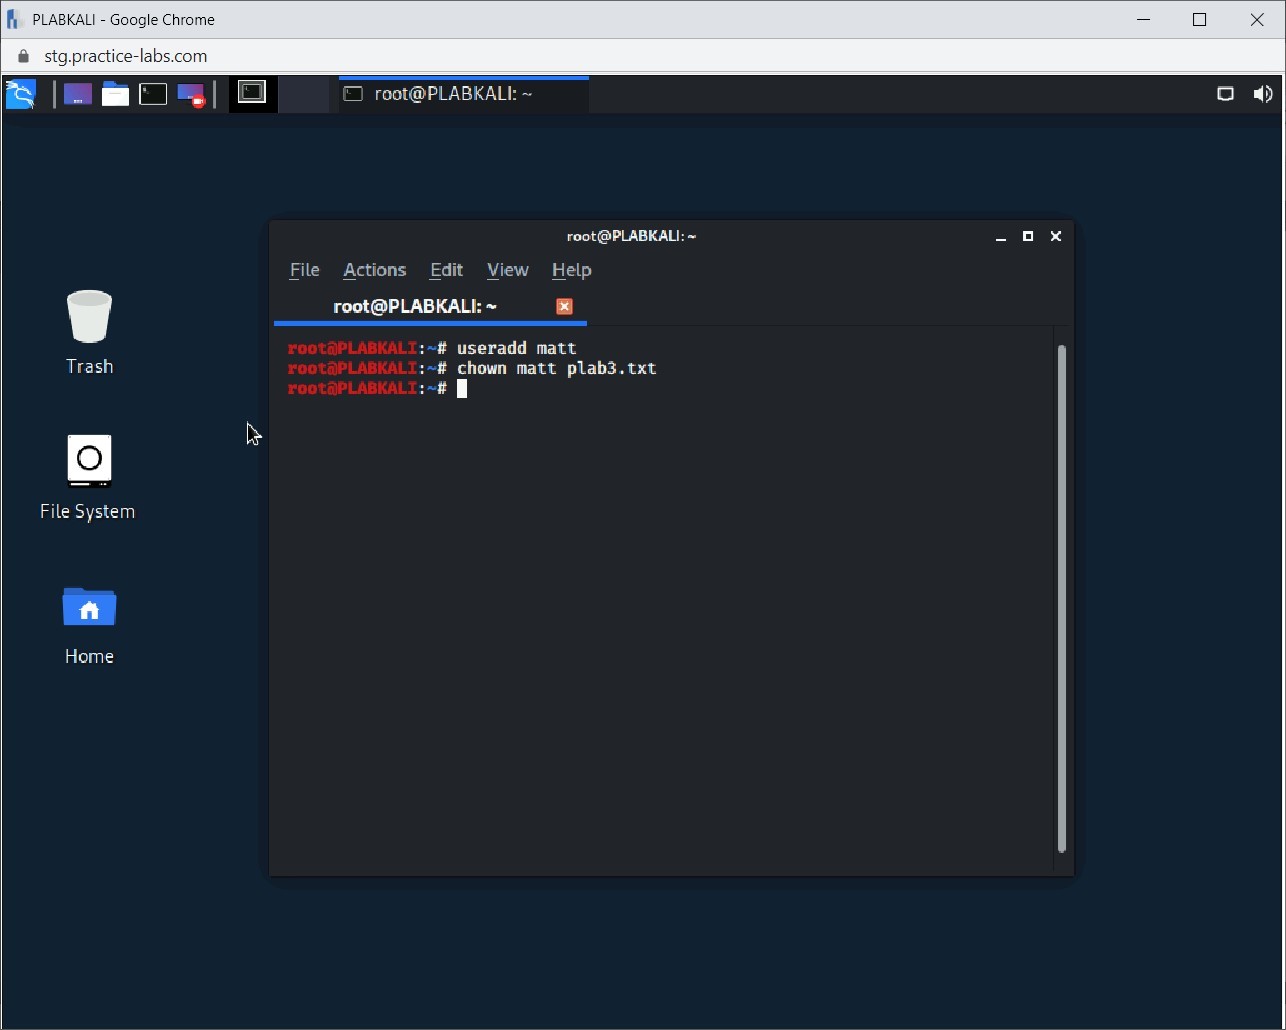 PLABKALI - Google Chrome
stg.practice-labs.com
root@PLABKALI: ~
root@PLABKALI: ~
File Actions Edit View Help
root@PLABKALI: ~
root@PLABKALI:~# useradd matt
root@PLABKALI:~# chown matt plab3.txt
root@PLABKALI:~#
Trash
File System
Home